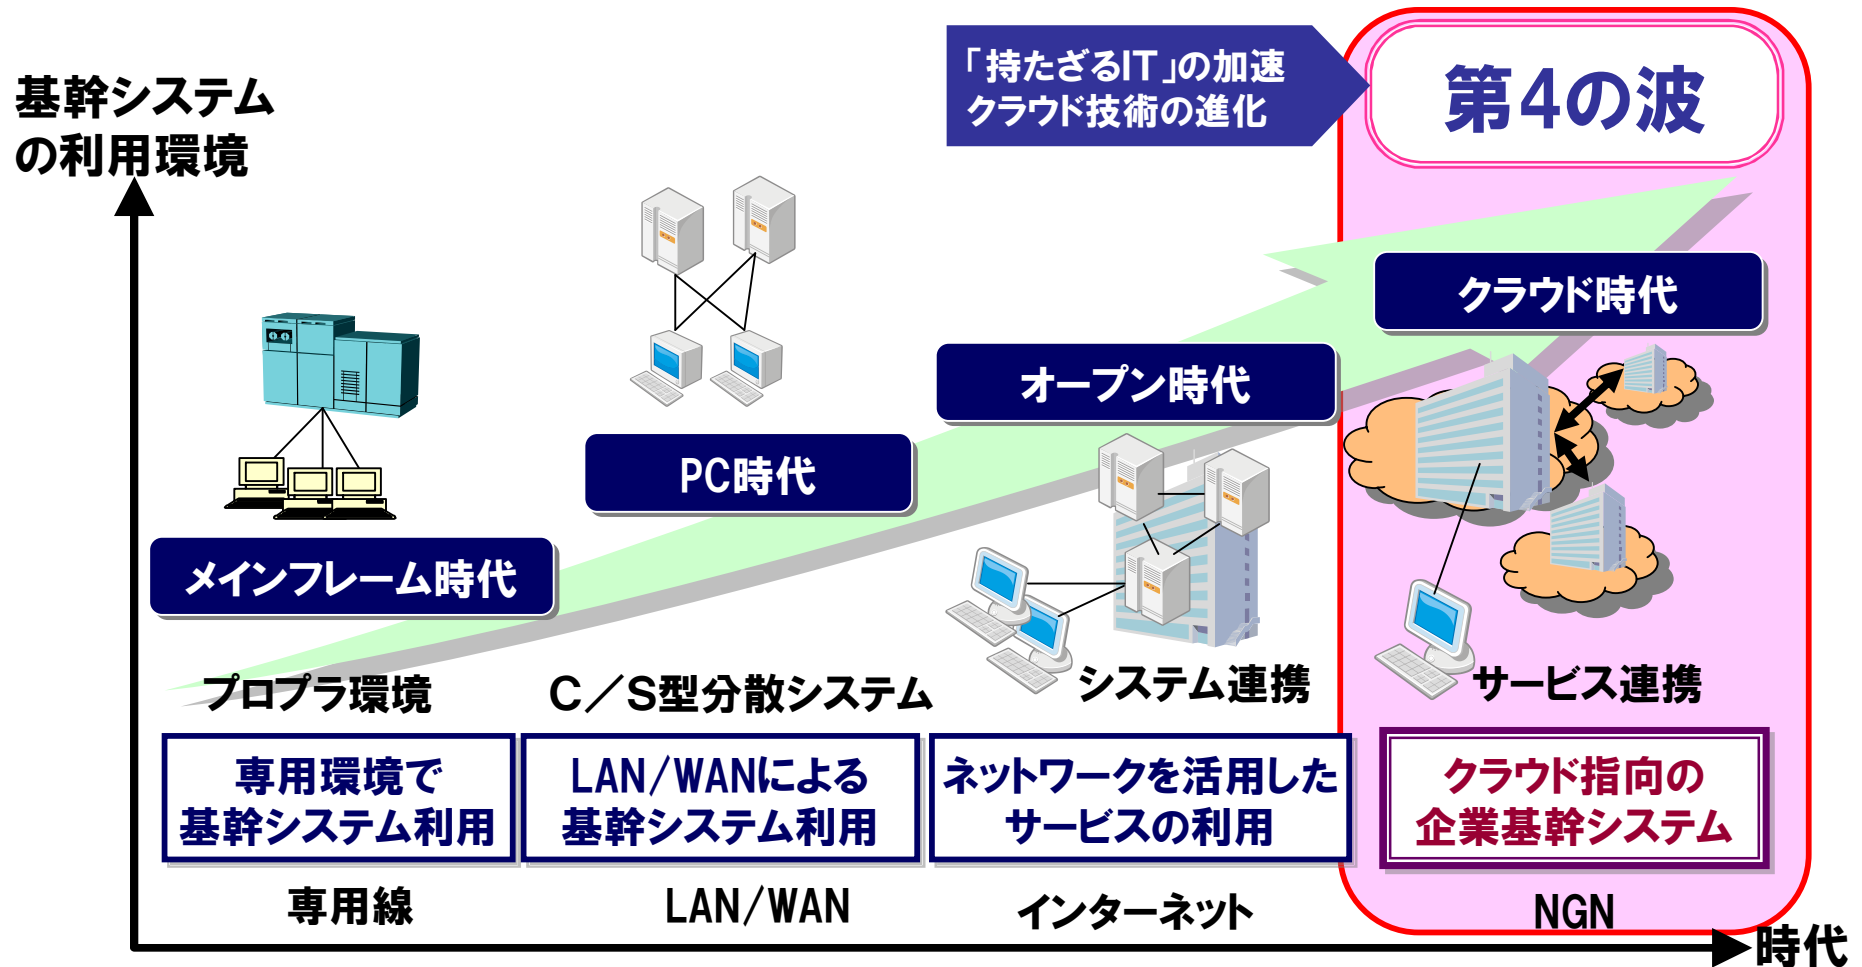 基幹システム
の利用環境
「持たざるIT」の加速
クラウド技術の進化
第4の波
クラウド時代
オープン時代
PC時代
メインフレーム時代
プロプラ環境
C／S型分散システム
システム連携
サービス連携
専用環境で
基幹システム利用
LAN/WANによる
基幹システム利用
ネットワークを活用した
サービスの利用
クラウド指向の
企業基幹システム
専用線
LAN/WAN
インターネット
NGN
時代